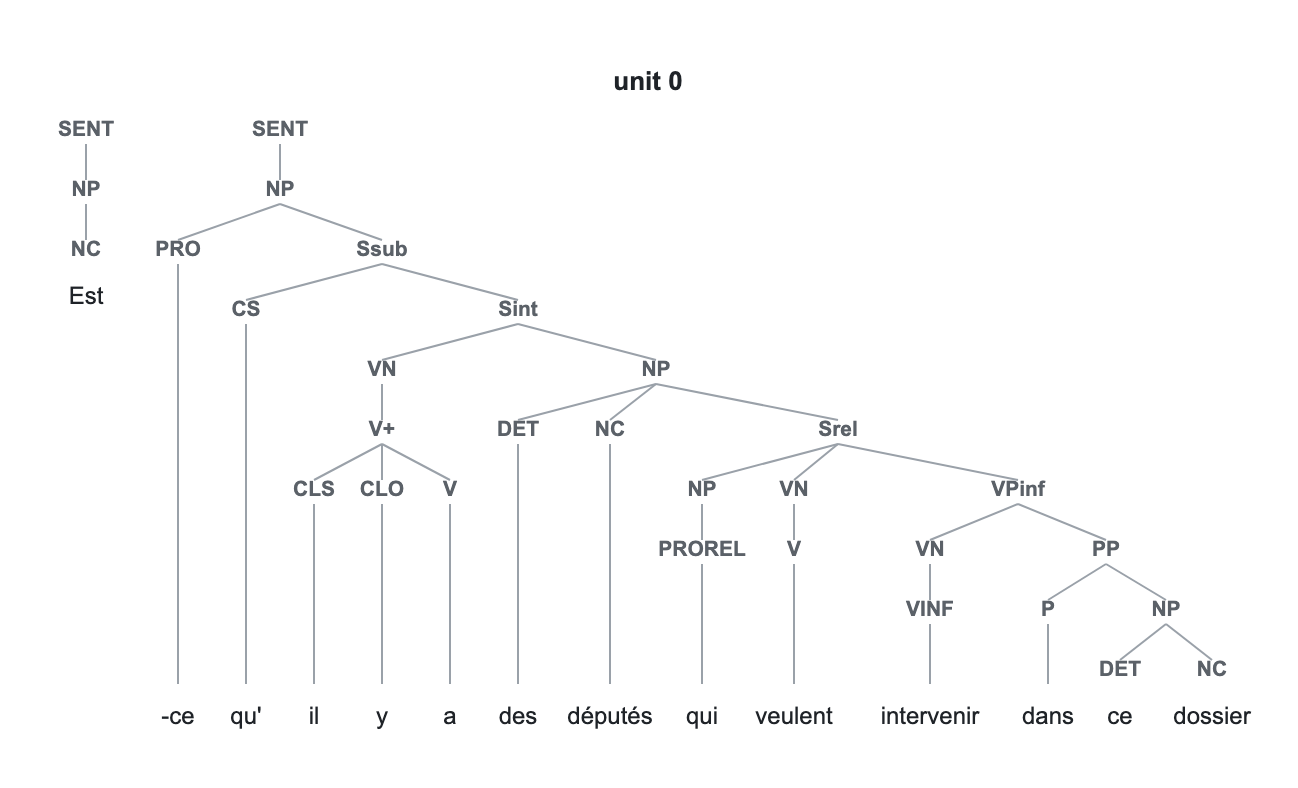 unit 0
SENT SENT
NP NP
NC PRO Ssub
Est
CS Sint
VN NP
V+ DET NC Srel
CLS CLO V NP VN VPinf
PROREL V VN PP
VINF P NP
DET NC
-ce qu' il y a des députés qui veulent intervenir dans ce dossier